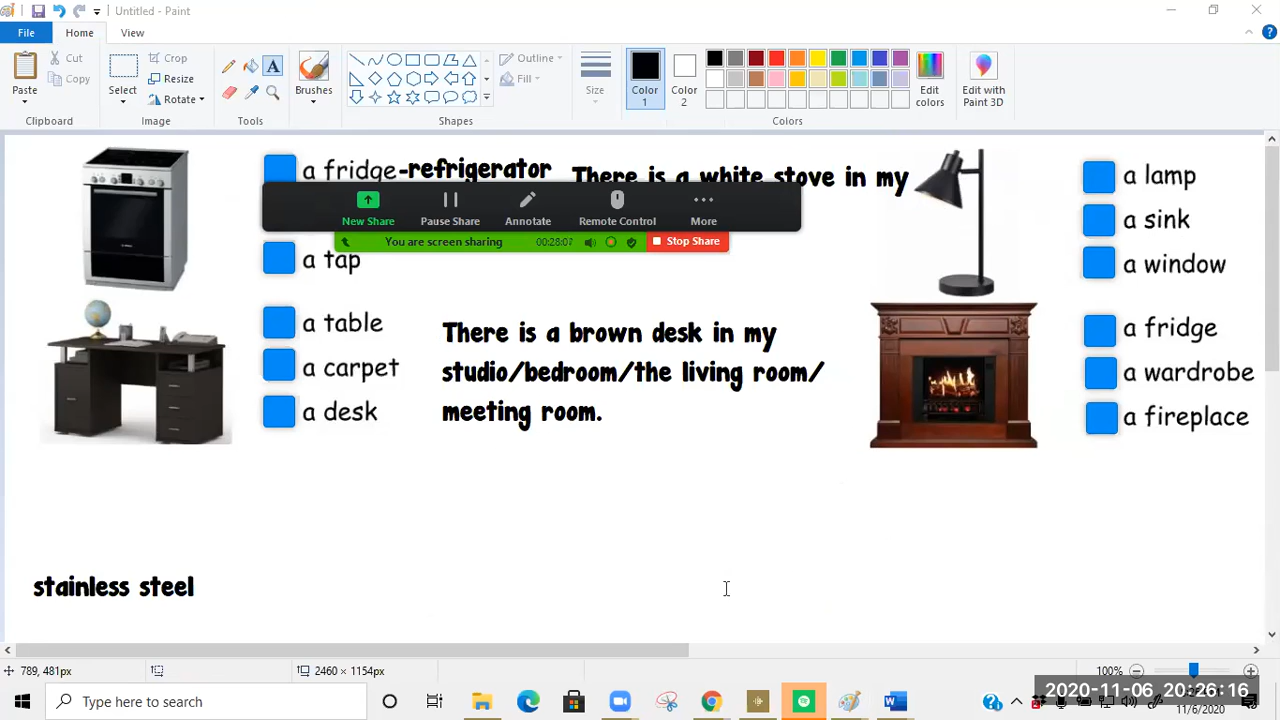 Untitled - Paint
File
Home
View
Paste
Cut
Copy
Clipboard
Select
Crop
Resize
Rotate
Image
Tools
Brushes
Shapes
Outline
Fill
Size
Color 1
Color 2
Colors
Edit colors
Edit with Paint 3D
a fridge-refrigerator
There is a white stove in my
New Share
Pause Share
Annotate
Remote Control
More
You are screen sharing
00:28:07
Stop Share
a tap
a lamp
a sink
a window
a table
a carpet
a desk
There is a brown desk in my
studio/bedroom/the living room/
meeting room.
a fridge
a wardrobe
a fireplace
stainless steel
789, 481px
2460 × 1154px
100%
Type here to search
2020-11-06 20:26:16
11/6/2020